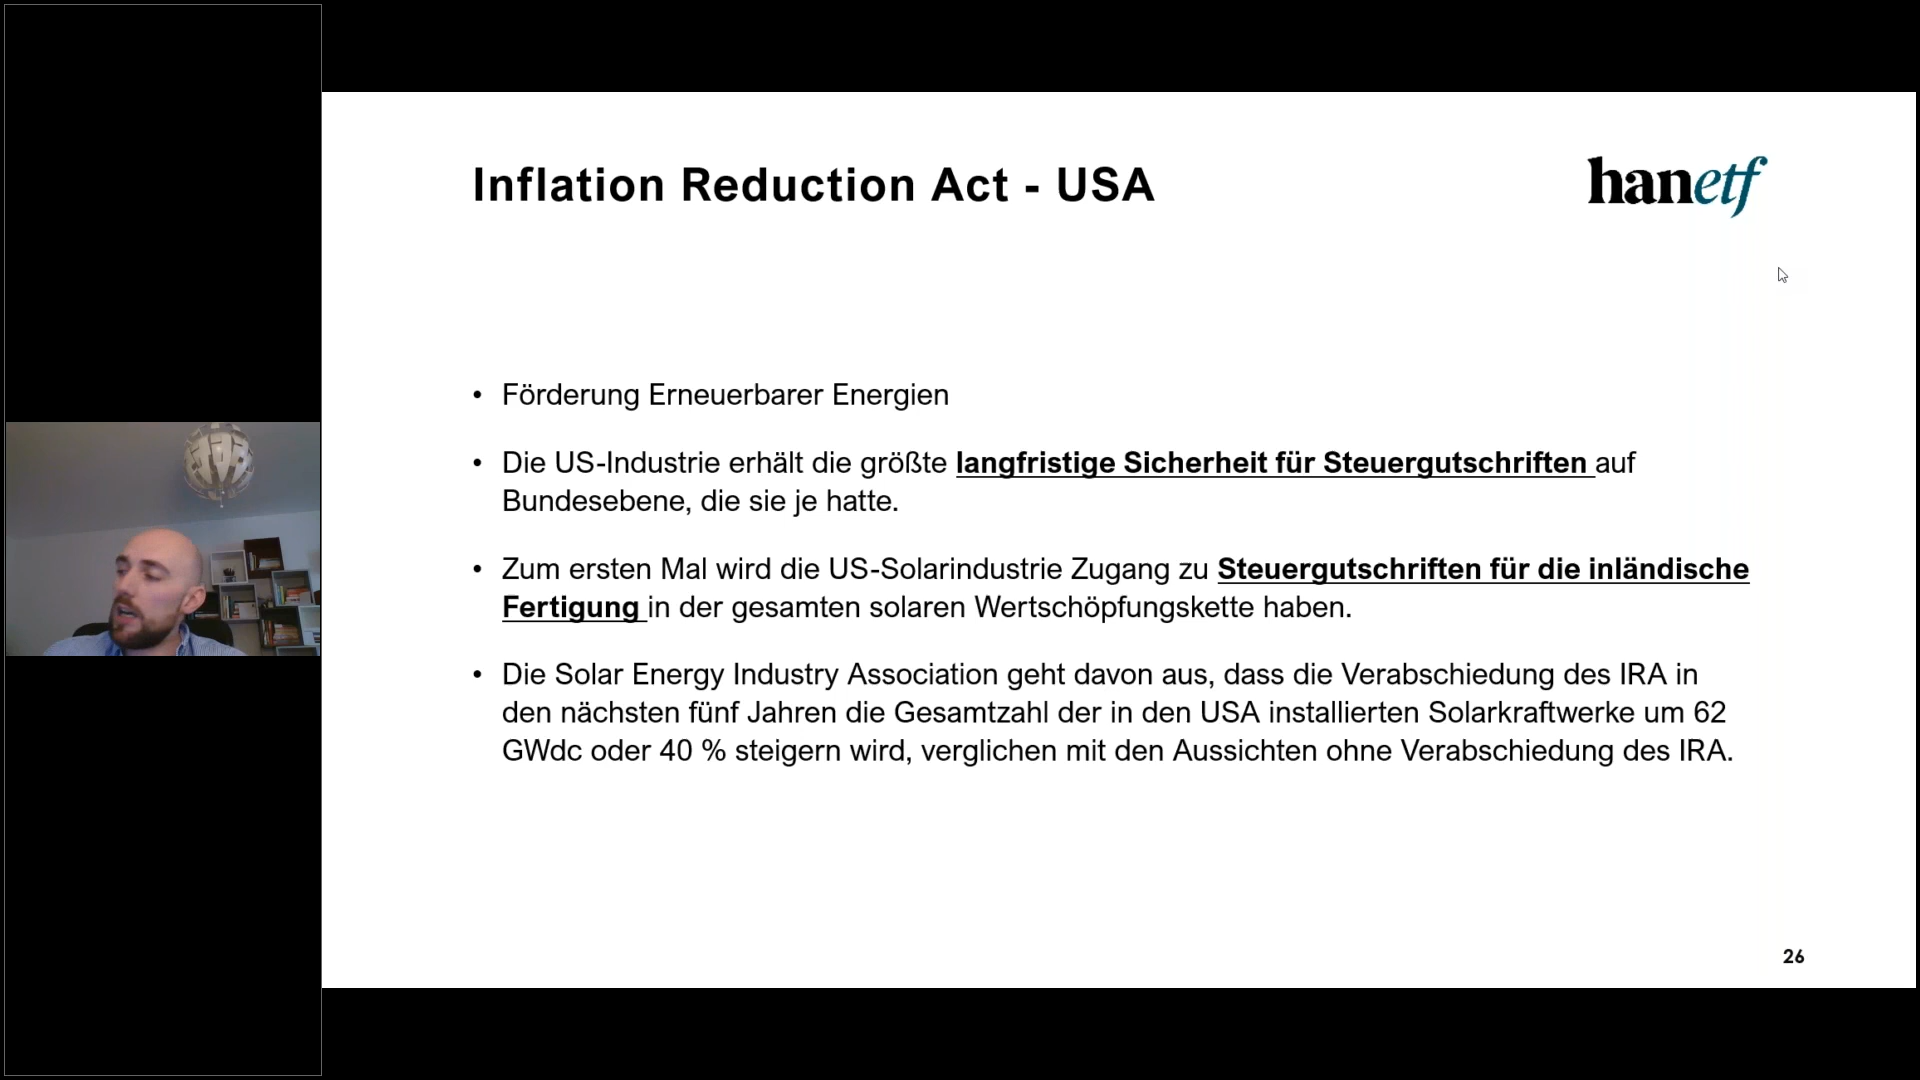 Inflation Reduction Act - USA
hanetf
• Förderung Erneuerbarer Energien
• Die US-Industrie erhält die größte langfristige Sicherheit für Steuergutschriften auf
Bundesebene, die sie je hatte.
• Zum ersten Mal wird die US-Solarindustrie Zugang zu Steuergutschriften für die inländische
Fertigung in der gesamten solaren Wertschöpfungskette haben.
• Die Solar Energy Industry Association geht davon aus, dass die Verabschiedung des IRA in
den nächsten fünf Jahren die Gesamtzahl der in den USA installierten Solarkraftwerke um 62
GWdc oder 40 % steigern wird, verglichen mit den Aussichten ohne Verabschiedung des IRA.
26